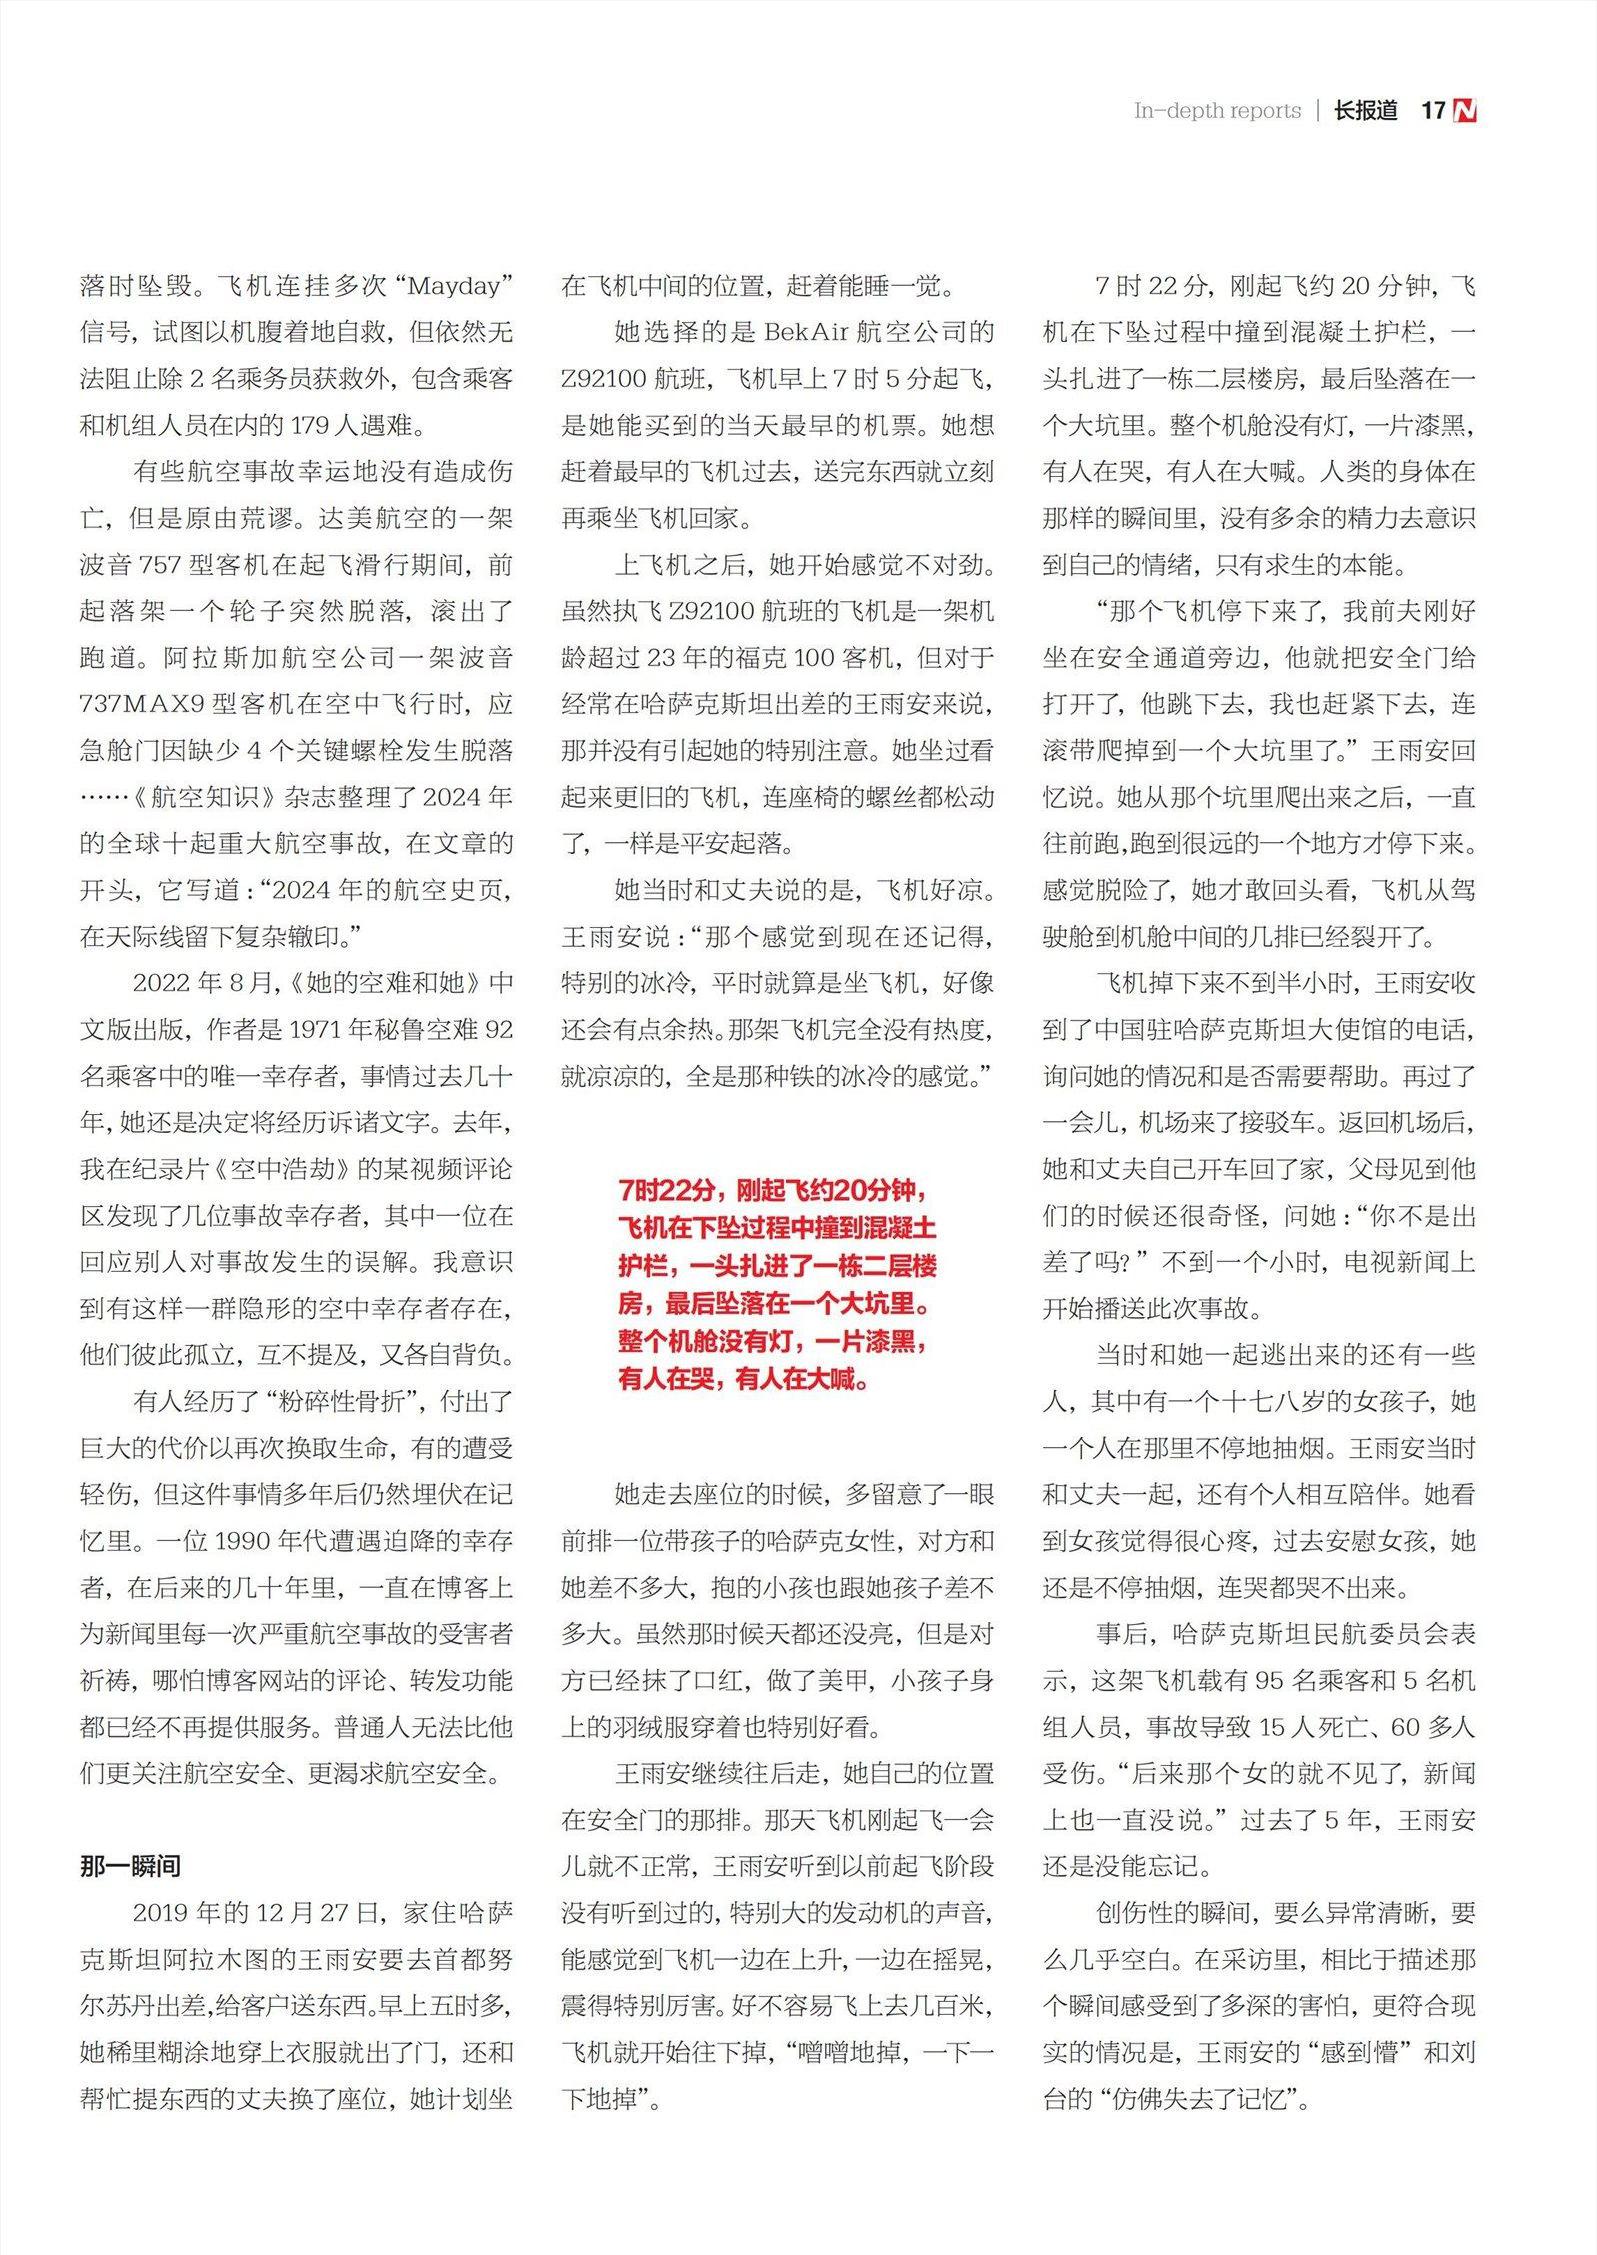 In-depth reports | 长报道 17 N
落时坠毁。飞机连挂多次“Mayday”
信号，试图以机腹着地自救，但依然无
法阻止除 2 名乘务员获救外，包含乘客
和机组人员在内的 179 人遇难。
有些航空事故幸运地没有造成伤
亡，但是原由荒谬。达美航空的一架
波音 757 型客机在起飞滑行期间，前
起落架一个轮子突然脱落，滚出了
跑道。阿拉斯加航空公司一架波音
737MAX9 型客机在空中飞行时，应
急舱门因缺少 4 个关键螺栓发生脱落
……《航空知识》杂志整理了 2024 年
的全球十起重大航空事故，在文章的
开头，它写道：“2024 年的航空史页，
在天际线留下复杂辙印。”
2022 年 8 月，《她的空难和她》中
文版出版，作者是 1971 年秘鲁空难 92
名乘客中的唯一幸存者，事情过去几十
年，她还是决定将经历诉诸文字。去年，
我在纪录片《空中浩劫》的某视频评论
区发现了几位事故幸存者，其中一位在
回应别人对事故发生的误解。我意识
到有这样一群隐形的空中幸存者存在，
他们彼此孤立，互不提及，又各自背负。
有人经历了“粉碎性骨折”，付出了
巨大的代价以再次换取生命，有的遭受
轻伤，但这件事情多年后仍然埋伏在记
忆里。一位 1990 年代遭遇迫降的幸存
者，在后来的几十年里，一直在博客上
为新闻里每一次严重航空事故的受害者
祈祷，哪怕博客网站的评论、转发功能
都已经不再提供服务。普通人无法比他
们更关注航空安全、更渴求航空安全。
那一瞬间
2019 年的 12 月 27 日，家住哈萨
克斯坦阿拉木图的王雨安要去首都努
尔苏丹出差，给客户送东西。早上五时多，
她稀里糊涂地穿上衣服就出了门，还和
帮忙提东西的丈夫换了座位，她计划坐
在飞机中间的位置，赶着能睡一觉。
她选择的是 BekAir 航空公司的
Z92100 航班，飞机早上 7 时 5 分起飞，
是她能买到的当天最早的机票。她想
赶着最早的飞机过去，送完东西就立刻
再乘坐飞机回家。
上飞机之后，她开始感觉不对劲。
虽然执飞 Z92100 航班的飞机是一架机
龄超过 23 年的福克 100 客机，但对于
经常在哈萨克斯坦出差的王雨安来说，
那并没有引起她的特别注意。她坐过看
起来更旧的飞机，连座椅的螺丝都松动
了，一样是平安起落。
她当时和丈夫说的是，飞机好凉。
王雨安说：“那个感觉到现在还记得，
特别的冰冷，平时就算是坐飞机，好像
还会有点余热。那架飞机完全没有热度，
就凉凉的，全是那种铁的冰冷的感觉。”
7时22分，刚起飞约20分钟，
飞机在下坠过程中撞到混凝土
护栏，一头扎进了一栋二层楼
房，最后坠落在一个大坑里。
整个机舱没有灯，一片漆黑，
有人在哭，有人在大喊。
她走去座位的时候，多留意了一眼
前排一位带孩子的哈萨克女性，对方和
她差不多大，抱的小孩也跟她孩子差不
多大。虽然那时候天都还没亮，但是对
方已经抹了口红，做了美甲，小孩子身
上的羽绒服穿着也特别好看。
王雨安继续往后走，她自己的位置
在安全门的那排。那天飞机刚起飞一会
儿就不正常，王雨安听到以前起飞阶段
没有听到过的，特别大的发动机的声音，
能感觉到飞机一边在上升，一边在摇晃，
震得特别厉害。好不容易飞上去几百米，
飞机就开始往下掉，“噌噌地掉，一下一
下地掉”。
7 时 22 分，刚起飞约 20 分钟，飞
机在下坠过程中撞到混凝土护栏，一
头扎进了一栋二层楼房，最后坠落在一
个大坑里。整个机舱没有灯，一片漆黑，
有人在哭，有人在大喊。人类的身体在
那样的瞬间里，没有多余的精力去意识
到自己的情绪，只有求生的本能。
“那个飞机停下来了，我前夫刚好
坐在安全通道旁边，他就把安全门给
打开了，他跳下去，我也赶紧下去，连
滚带爬掉到一个大坑里了。”王雨安回
忆说。她从那个坑里爬出来之后，一直
往前跑，跑到很远的一个地方才停下来。
感觉脱险了，她才敢回头看，飞机从驾
驶舱到机舱中间的几排已经裂开了。
飞机掉下来不到半小时，王雨安收
到了中国驻哈萨克斯坦大使馆的电话，
询问她的情况和是否需要帮助。再过了
一会儿，机场来了接驳车。返回机场后，
她和丈夫自己开车回了家，父母见到他
们的时候还很奇怪，问她：“你不是出
差了吗？”不到一个小时，电视新闻上
开始播送此次事故。
当时和她一起逃出来的还有一些
人，其中有一个十七八岁的女孩子，她
一个人在那里不停地抽烟。王雨安当时
和丈夫一起，还有个人相互陪伴。她看
到女孩觉得很心疼，过去安慰女孩，她
还是不停抽烟，连哭都哭不出来。
事后，哈萨克斯坦民航委员会表
示，这架飞机载有 95 名乘客和 5 名机
组人员，事故导致 15 人死亡、60 多人
受伤。“后来那个女的就不见了，新闻
上也一直没说。”过去了 5 年，王雨安
还是没能忘记。
创伤性的瞬间，要么异常清晰，要
么几乎空白。在采访里，相比于描述那
个瞬间感受到了多深的害怕，更符合现
实的情况是，王雨安的“感到懵”和刘
台的“仿佛失去了记忆”。